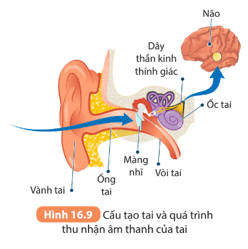 Não
Dây
thần kinh
thính giác
Ốc tai
Màng
nhĩ
Vòi tai
Ống
tai
Vành tai
Hình 16.9 Cấu tạo tai và quá trình
thu nhận âm thanh của tai